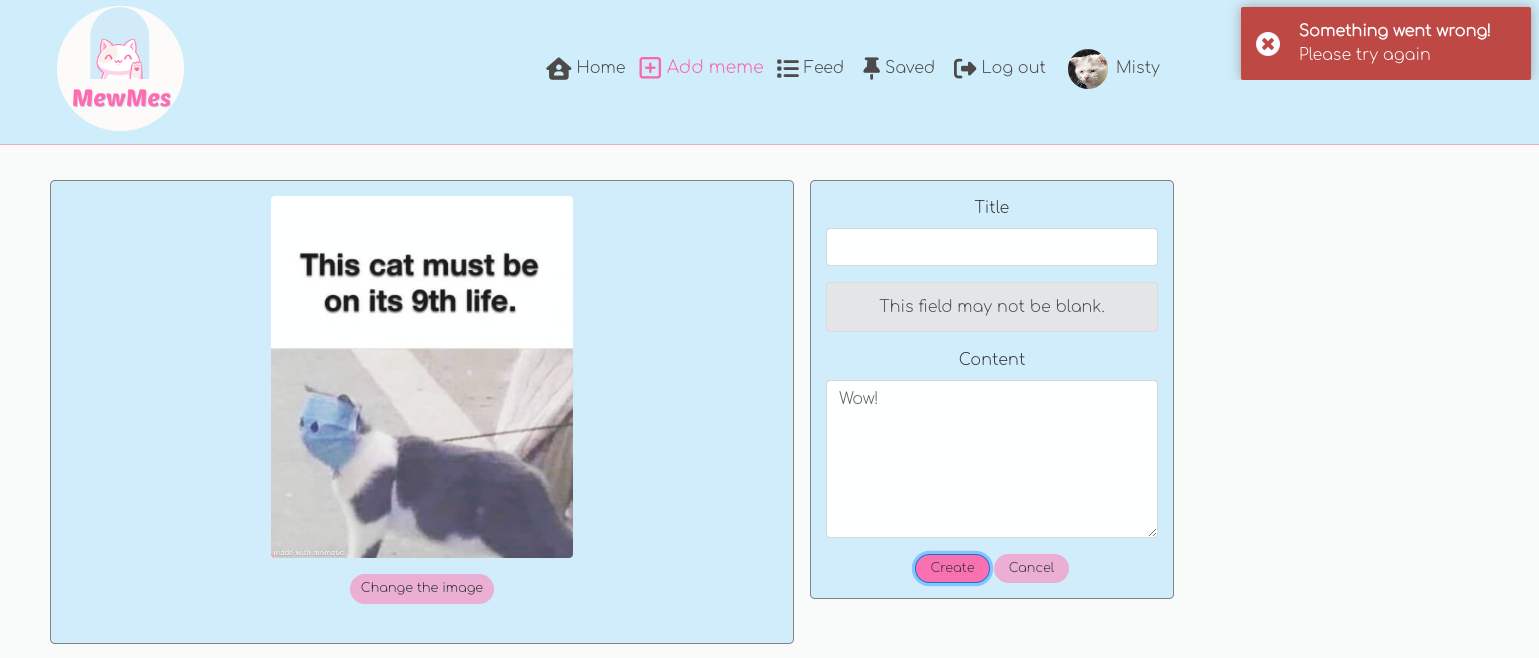 MewMes
Home
Add meme
Feed
Saved
Log out
Misty
Something went wrong!
Please try again
This cat must be
on its 9th life.
made with mematic
Change the image
Title
This field may not be blank.
Content
Wow!
Create
Cancel